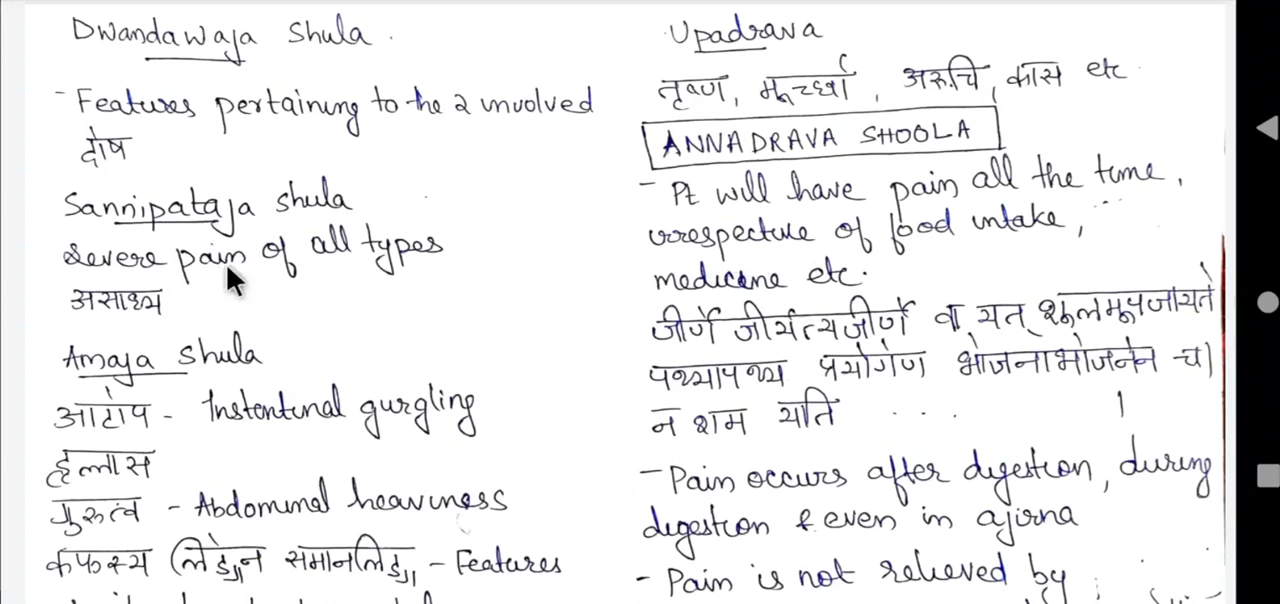 Dwandawaja Shula.
- Features pertaining to the 2 involved
दोष
Sannipataja shula
Severe pain of all types
असाध्य
Amaja shula
आटोप - Instentinal gurgling
हृल्लास
गुरुत्व - Abdominal heaviness
कफस्य लिङ्गेन समानलिङ्ग - Features
Upadrava
तृष्ण, मूर्च्छा, अरूचि, कास etc
ANNADRAVA SHOOLA
- Pt will have pain all the time,
irrespective of food intake,
medicine etc.
जीर्णे जीर्यत्यजीर्णे वा यत् शूलमूपजायते
पथ्यापथ्य प्रयोगेण भोजनाभोजनेन च।
न शाम यति ....
- Pain occurs after digestion, during
digestion & even in ajirna
- Pain is not relieved by